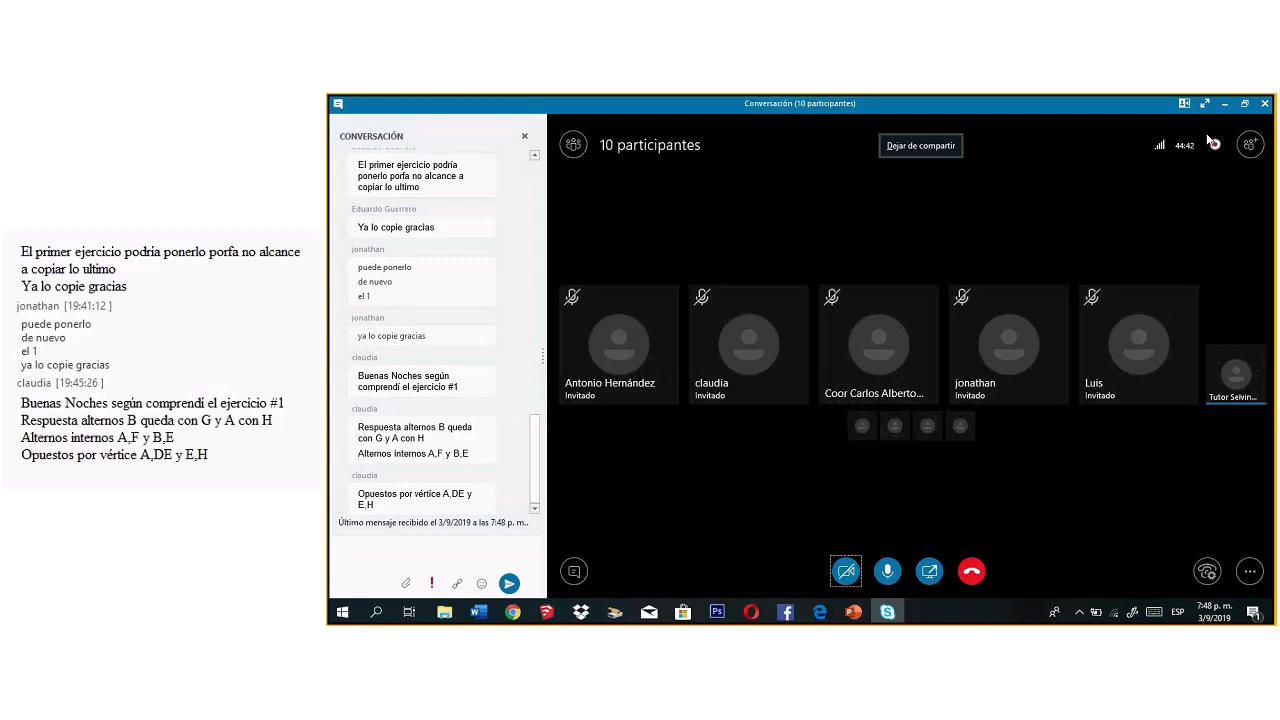 El primer ejercicio podría ponerlo porfa no alcance
a copiar lo ultimo
Ya lo copie gracias
jonathan [19:41:12 ]
puede ponerlo
de nuevo
el 1
ya lo copie gracias
claudia [19:45:26 ]
Buenas Noches según comprendí el ejercicio #1
Respuesta alternos B queda con G y A con H
Alternos internos A,F y B,E
Opuestos por vértice A,DE y E,H
Conversación (10 participantes)
CONVERSACIÓN
El primer ejercicio podría
ponerlo porfa no alcance a
copiar lo ultimo
Eduardo Guerrero
Ya lo copie gracias
jonathan
puede ponerlo
de nuevo
el 1
jonathan
ya lo copie gracias
claudia
Buenas Noches según
comprendí el ejercicio #1
claudia
Respuesta alternos B queda
con G y A con H
Alternos internos A,F y B,E
claudia
Opuestos por vértice A,DE y
E,H
Último mensaje recibido el 3/9/2019 a las 7:48 p. m..
10 participantes
Dejar de compartir
44:42
Antonio Hernández
Invitado
claudia
Invitado
Coor Carlos Alberto...
jonathan
Invitado
Luis
Invitado
Tutor Selvin...
ESP
7:48 p. m.
3/9/2019